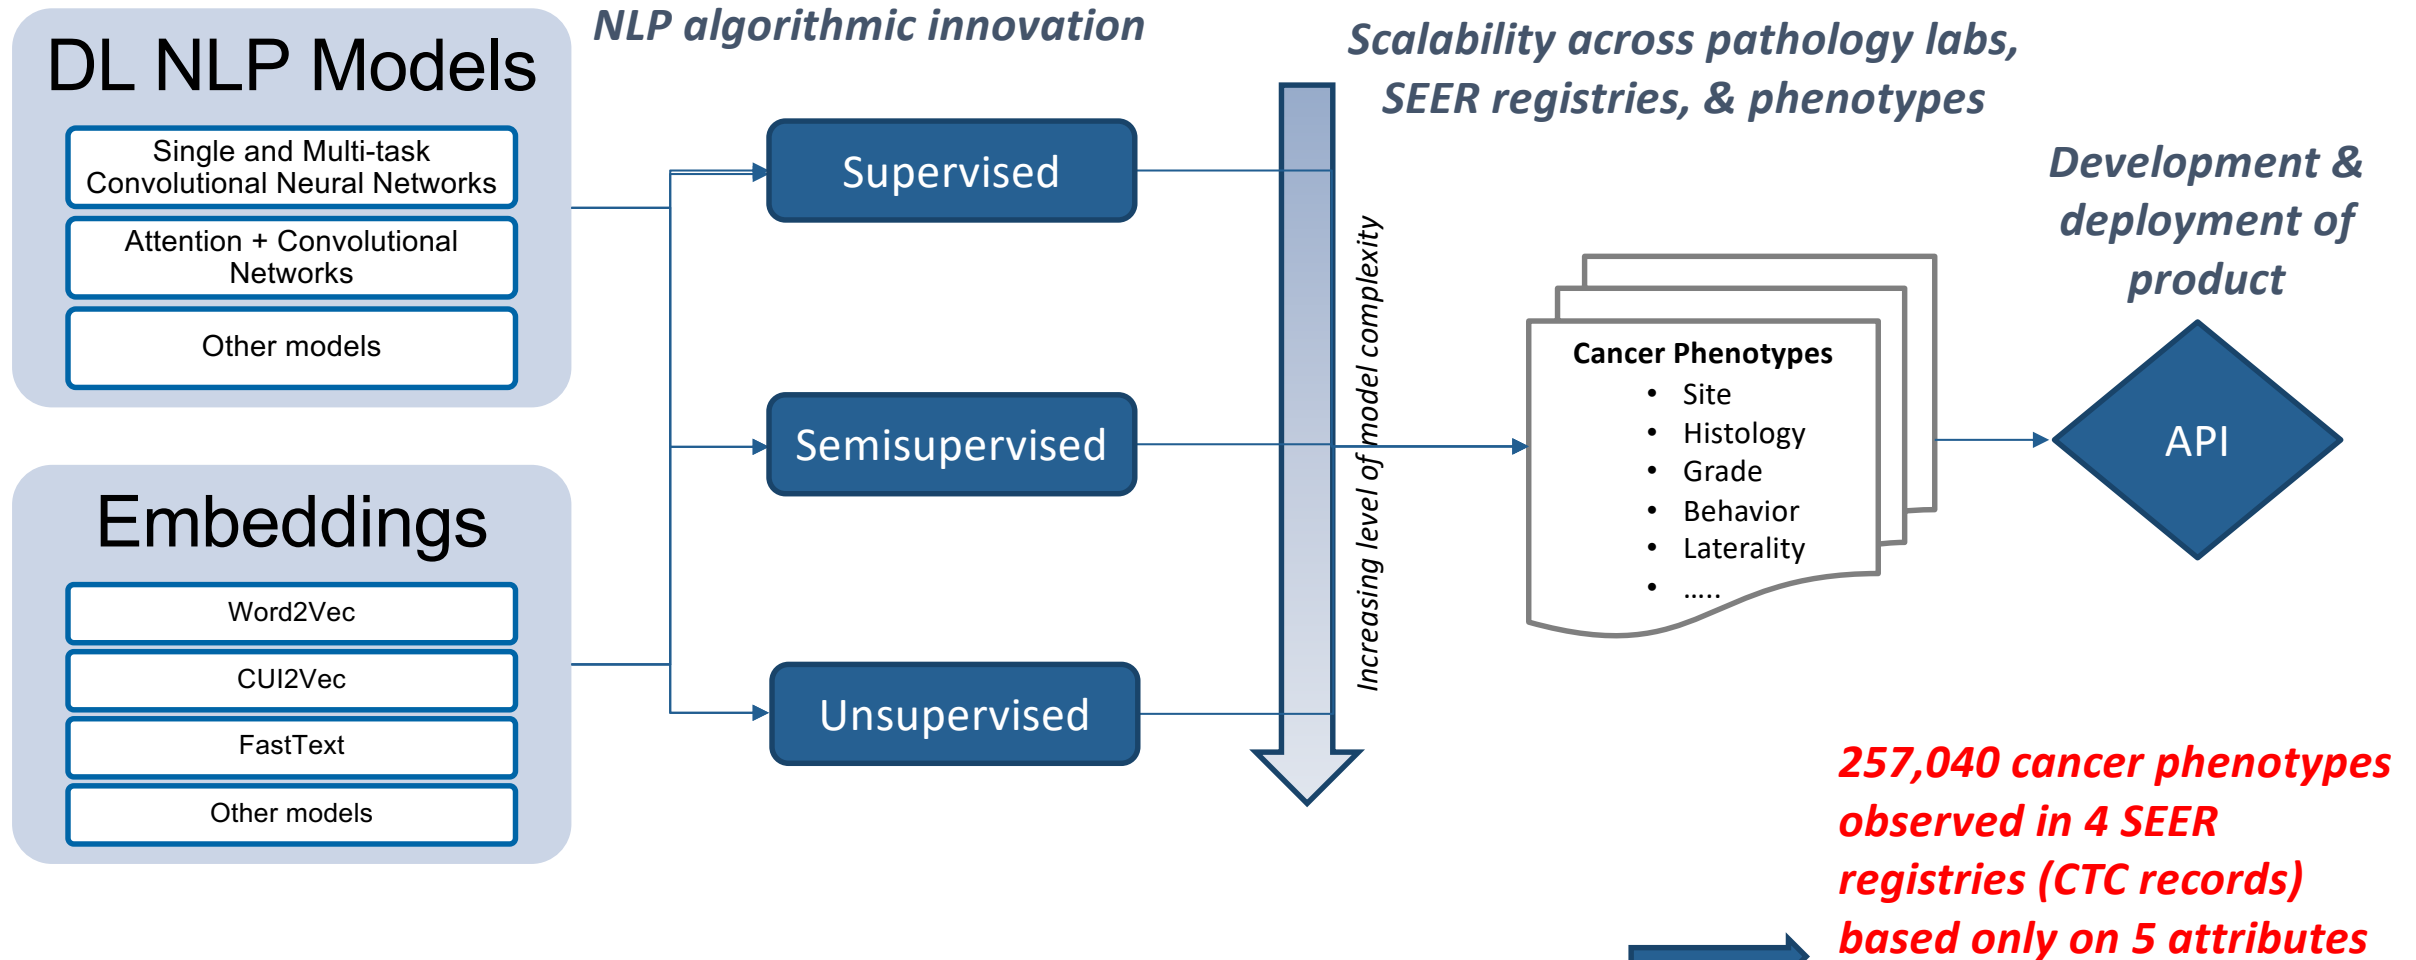 NLP algorithmic innovation
DL NLP Models
Single and Multi-task
Convolutional Neural Networks
Attention + Convolutional
Networks
Other models
Embeddings
Word2Vec
CUI2Vec
FastText
Other models
Supervised
Semisupervised
Unsupervised
Increasing level of model complexity
Scalability across pathology labs,
SEER registries, & phenotypes
Cancer Phenotypes
• Site
• Histology
• Grade
• Behavior
• Laterality
• .....
Development &
deployment of
product
API
257,040 cancer phenotypes
observed in 4 SEER
registries (CTC records)
based only on 5 attributes